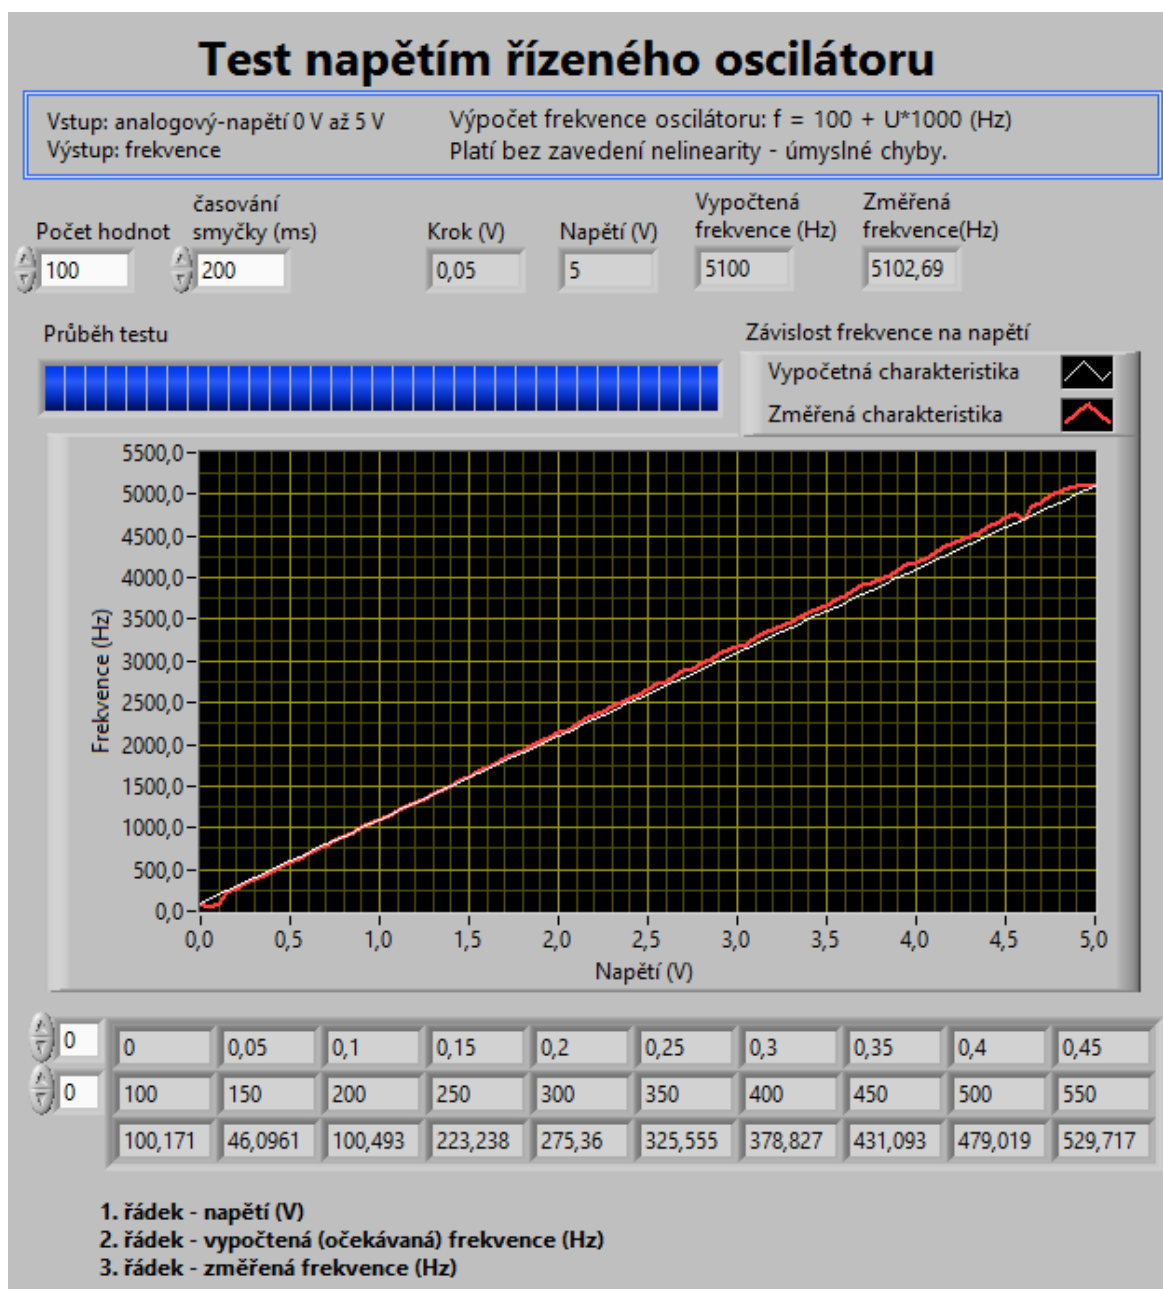 Test napětím řízeného oscilátoru
Vstup: analogový-napětí 0 V až 5 V
Výstup: frekvence
Výpočet frekvence oscilátoru: f = 100 + U*1000 (Hz)
Platí bez zavedení nelinearity - úmyslné chyby.
Počet hodnot
100
časování
smyčky (ms)
200
Krok (V)
0,05
Napětí (V)
5
Vypočtená
frekvence (Hz)
5100
Změřená
frekvence(Hz)
5102,69
Průběh testu
Závislost frekvence na napětí
Vypočetná charakteristika
Změřená charakteristika
Frekvence (Hz)
5500,0
5000,0
4500,0
4000,0
3500,0
3000,0
2500,0
2000,0
1500,0
1000,0
500,0
0,0
0,0 0,5 1,0 1,5 2,0 2,5 3,0 3,5 4,0 4,5 5,0
Napětí (V)
0 0 0,05 0,1 0,15 0,2 0,25 0,3 0,35 0,4 0,45
0 100 150 200 250 300 350 400 450 500 550
100,171 46,0961 100,493 223,238 275,36 325,555 378,827 431,093 479,019 529,717
1. řádek - napětí (V)
2. řádek - vypočtená (očekávaná) frekvence (Hz)
3. řádek - změřená frekvence (Hz)